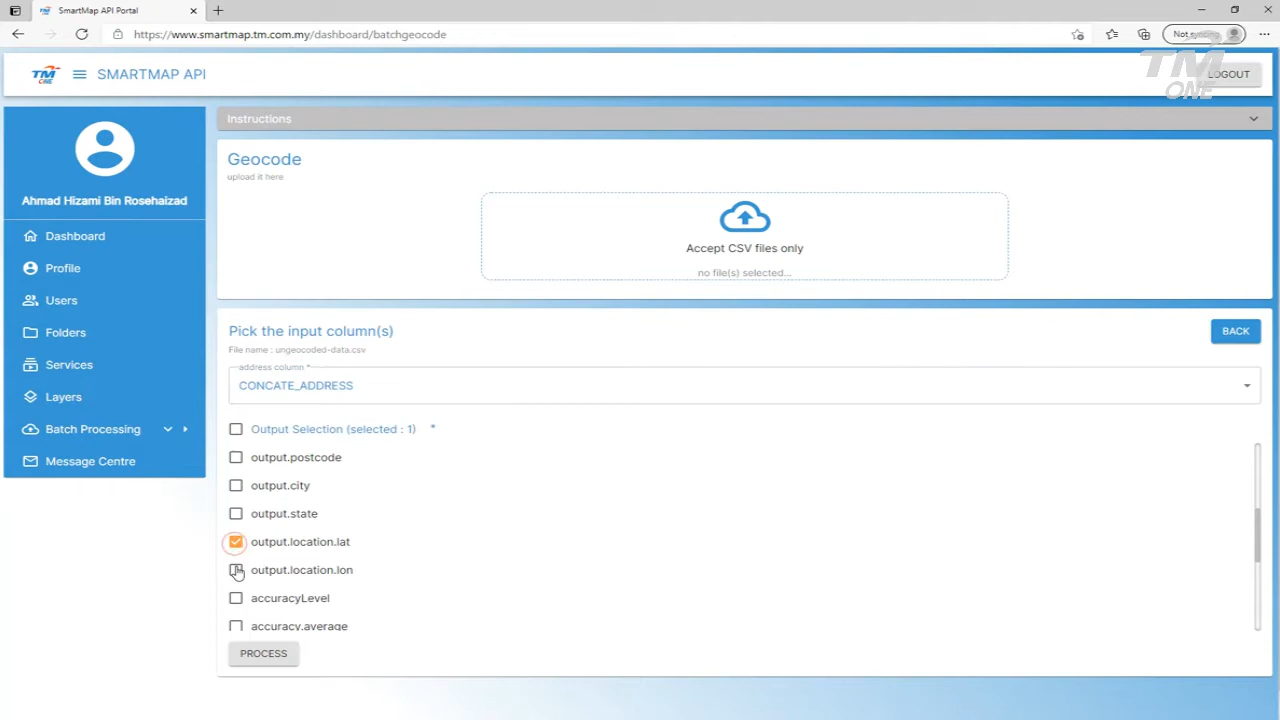 SmartMap API Portal
https://www.smartmap.tm.com.my/dashboard/batchgeocode
Not syncing
TM ONE
SMARTMAP API
LOGOUT
TM
ONE
Ahmad Hizami Bin Rosehaizad
Dashboard
Profile
Users
Folders
Services
Layers
Batch Processing
Message Centre
Instructions
Geocode
upload it here
Accept CSV files only
no file(s) selected...
Pick the input column(s)
BACK
File name : ungeocoded-data.csv
address column *
CONCATE_ADDRESS
Output Selection (selected : 1) *
output.postcode
output.city
output.state
output.location.lat
output.location.lon
accuracyLevel
accuracy.average
PROCESS